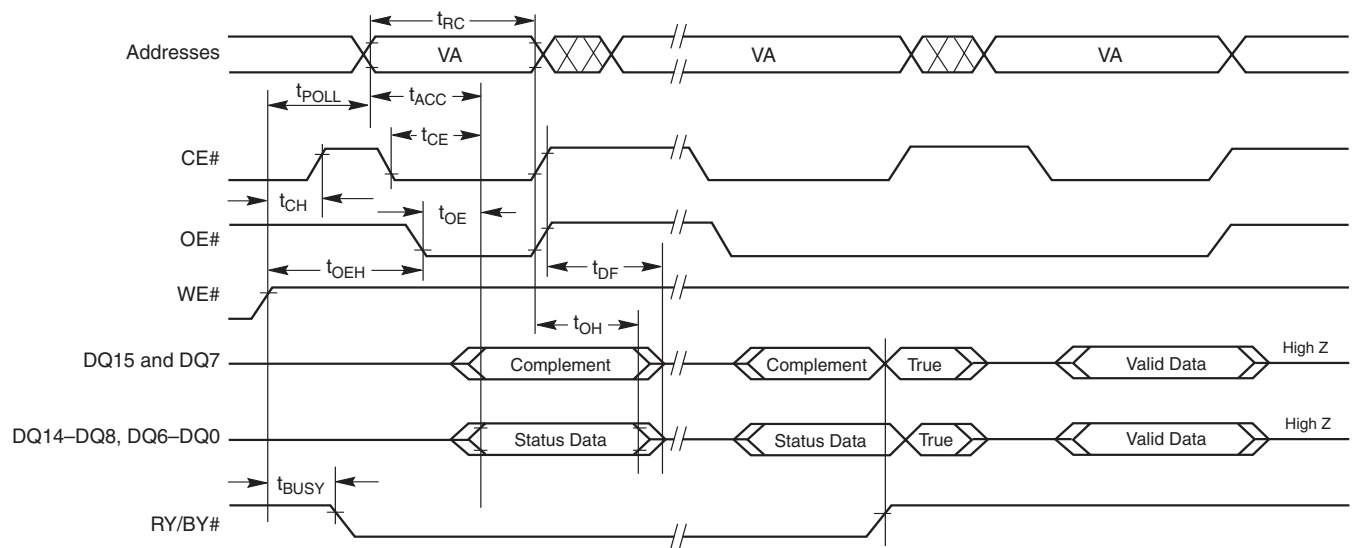 tRC
Addresses VA VA VA
tPOLL tACC
tCE
CE#
tCH tOE
OE#
tOEH tDF
WE#
tOH
DQ15 and DQ7 Complement Complement True Valid Data High Z
DQ14–DQ8, DQ6–DQ0 Status Data Status Data True Valid Data High Z
tBUSY
RY/BY#